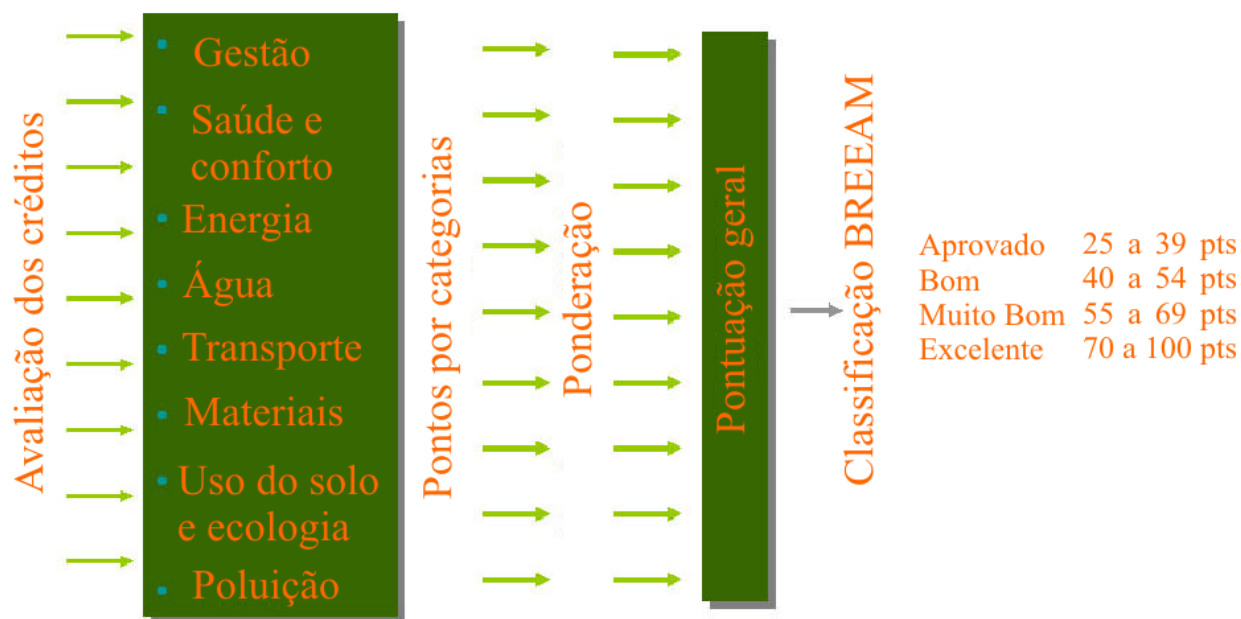 Avaliação dos créditos
Gestão
Saúde e
conforto
Energia
Água
Transporte
Materiais
Uso do solo
e ecologia
Poluição
Pontos por categorias
Ponderação
Pontuação geral
Classificação BREEAM
Aprovado 25 a 39 pts
Bom 40 a 54 pts
Muito Bom 55 a 69 pts
Excelente 70 a 100 pts